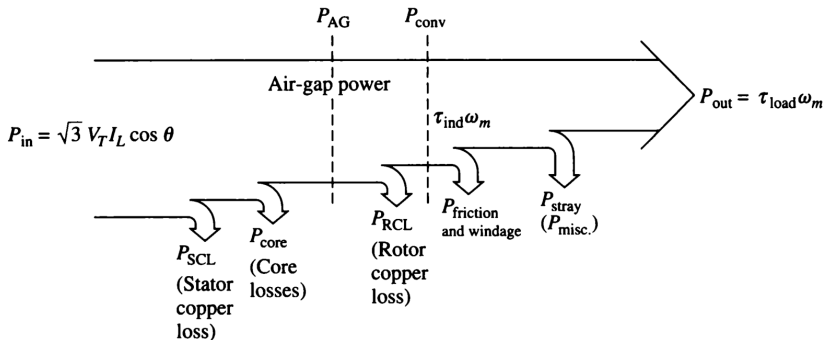 P_AG
P_conv
Air-gap power
P_out = τ_load ω_m
τ_ind ω_m
P_in = √3 V_T I_L cos θ
P_SCL
(Stator
copper
loss)
P_core
(Core
losses)
P_RCL
(Rotor
copper
loss)
P_friction
and windage
P_stray
(P_misc.)